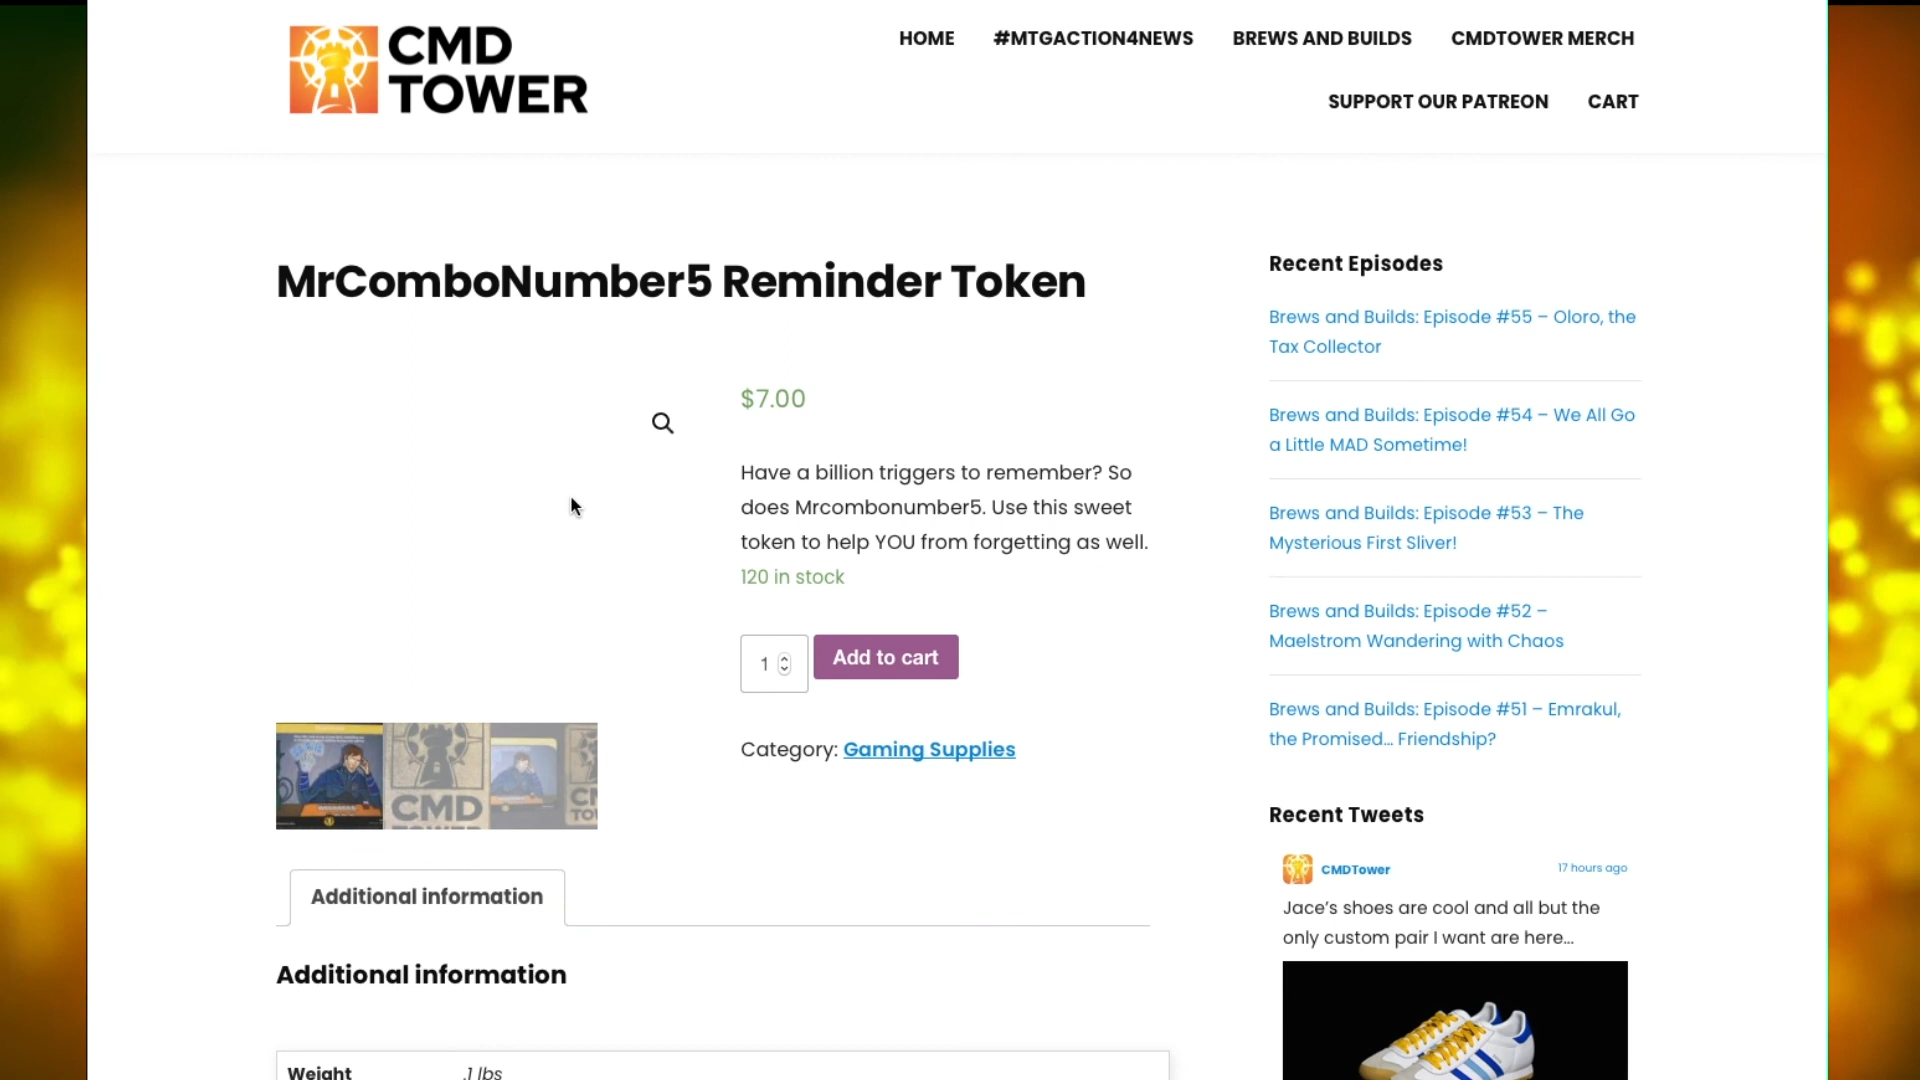 CMD
TOWER
HOME
#MTGACTION4NEWS
BREWS AND BUILDS
CMDTOWER MERCH
SUPPORT OUR PATREON
CART
MrComboNumber5 Reminder Token
$7.00
Have a billion triggers to remember? So
does Mrcombonumber5. Use this sweet
token to help YOU from forgetting as well.
120 in stock
1
Add to cart
Category: Gaming Supplies
CMD
Additional information
Additional information
Weight
.1 lbs
Recent Episodes
Brews and Builds: Episode #55 – Oloro, the
Tax Collector
Brews and Builds: Episode #54 – We All Go
a Little MAD Sometime!
Brews and Builds: Episode #53 – The
Mysterious First Sliver!
Brews and Builds: Episode #52 –
Maelstrom Wandering with Chaos
Brews and Builds: Episode #51 – Emrakul,
the Promised... Friendship?
Recent Tweets
CMDTower
17 hours ago
Jace's shoes are cool and all but the
only custom pair I want are here...